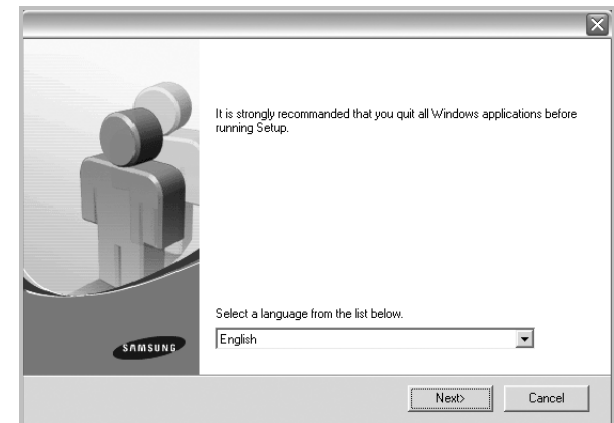 It is strongly recommanded that you quit all Windows applications before
running Setup.
Select a language from the list below.
SAMSUNG
English
Next>
Cancel